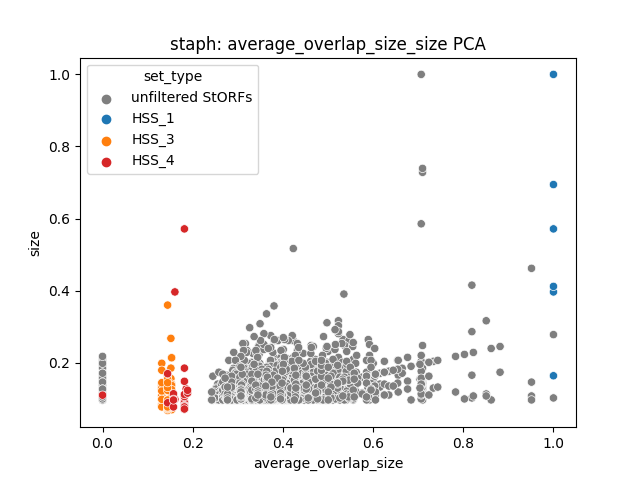 staph: average_overlap_size_size PCA
set_type
unfiltered StORFs
HSS_1
HSS_3
HSS_4
size
1.0
0.8
0.6
0.4
0.2
0.0 0.2 0.4 0.6 0.8 1.0
average_overlap_size